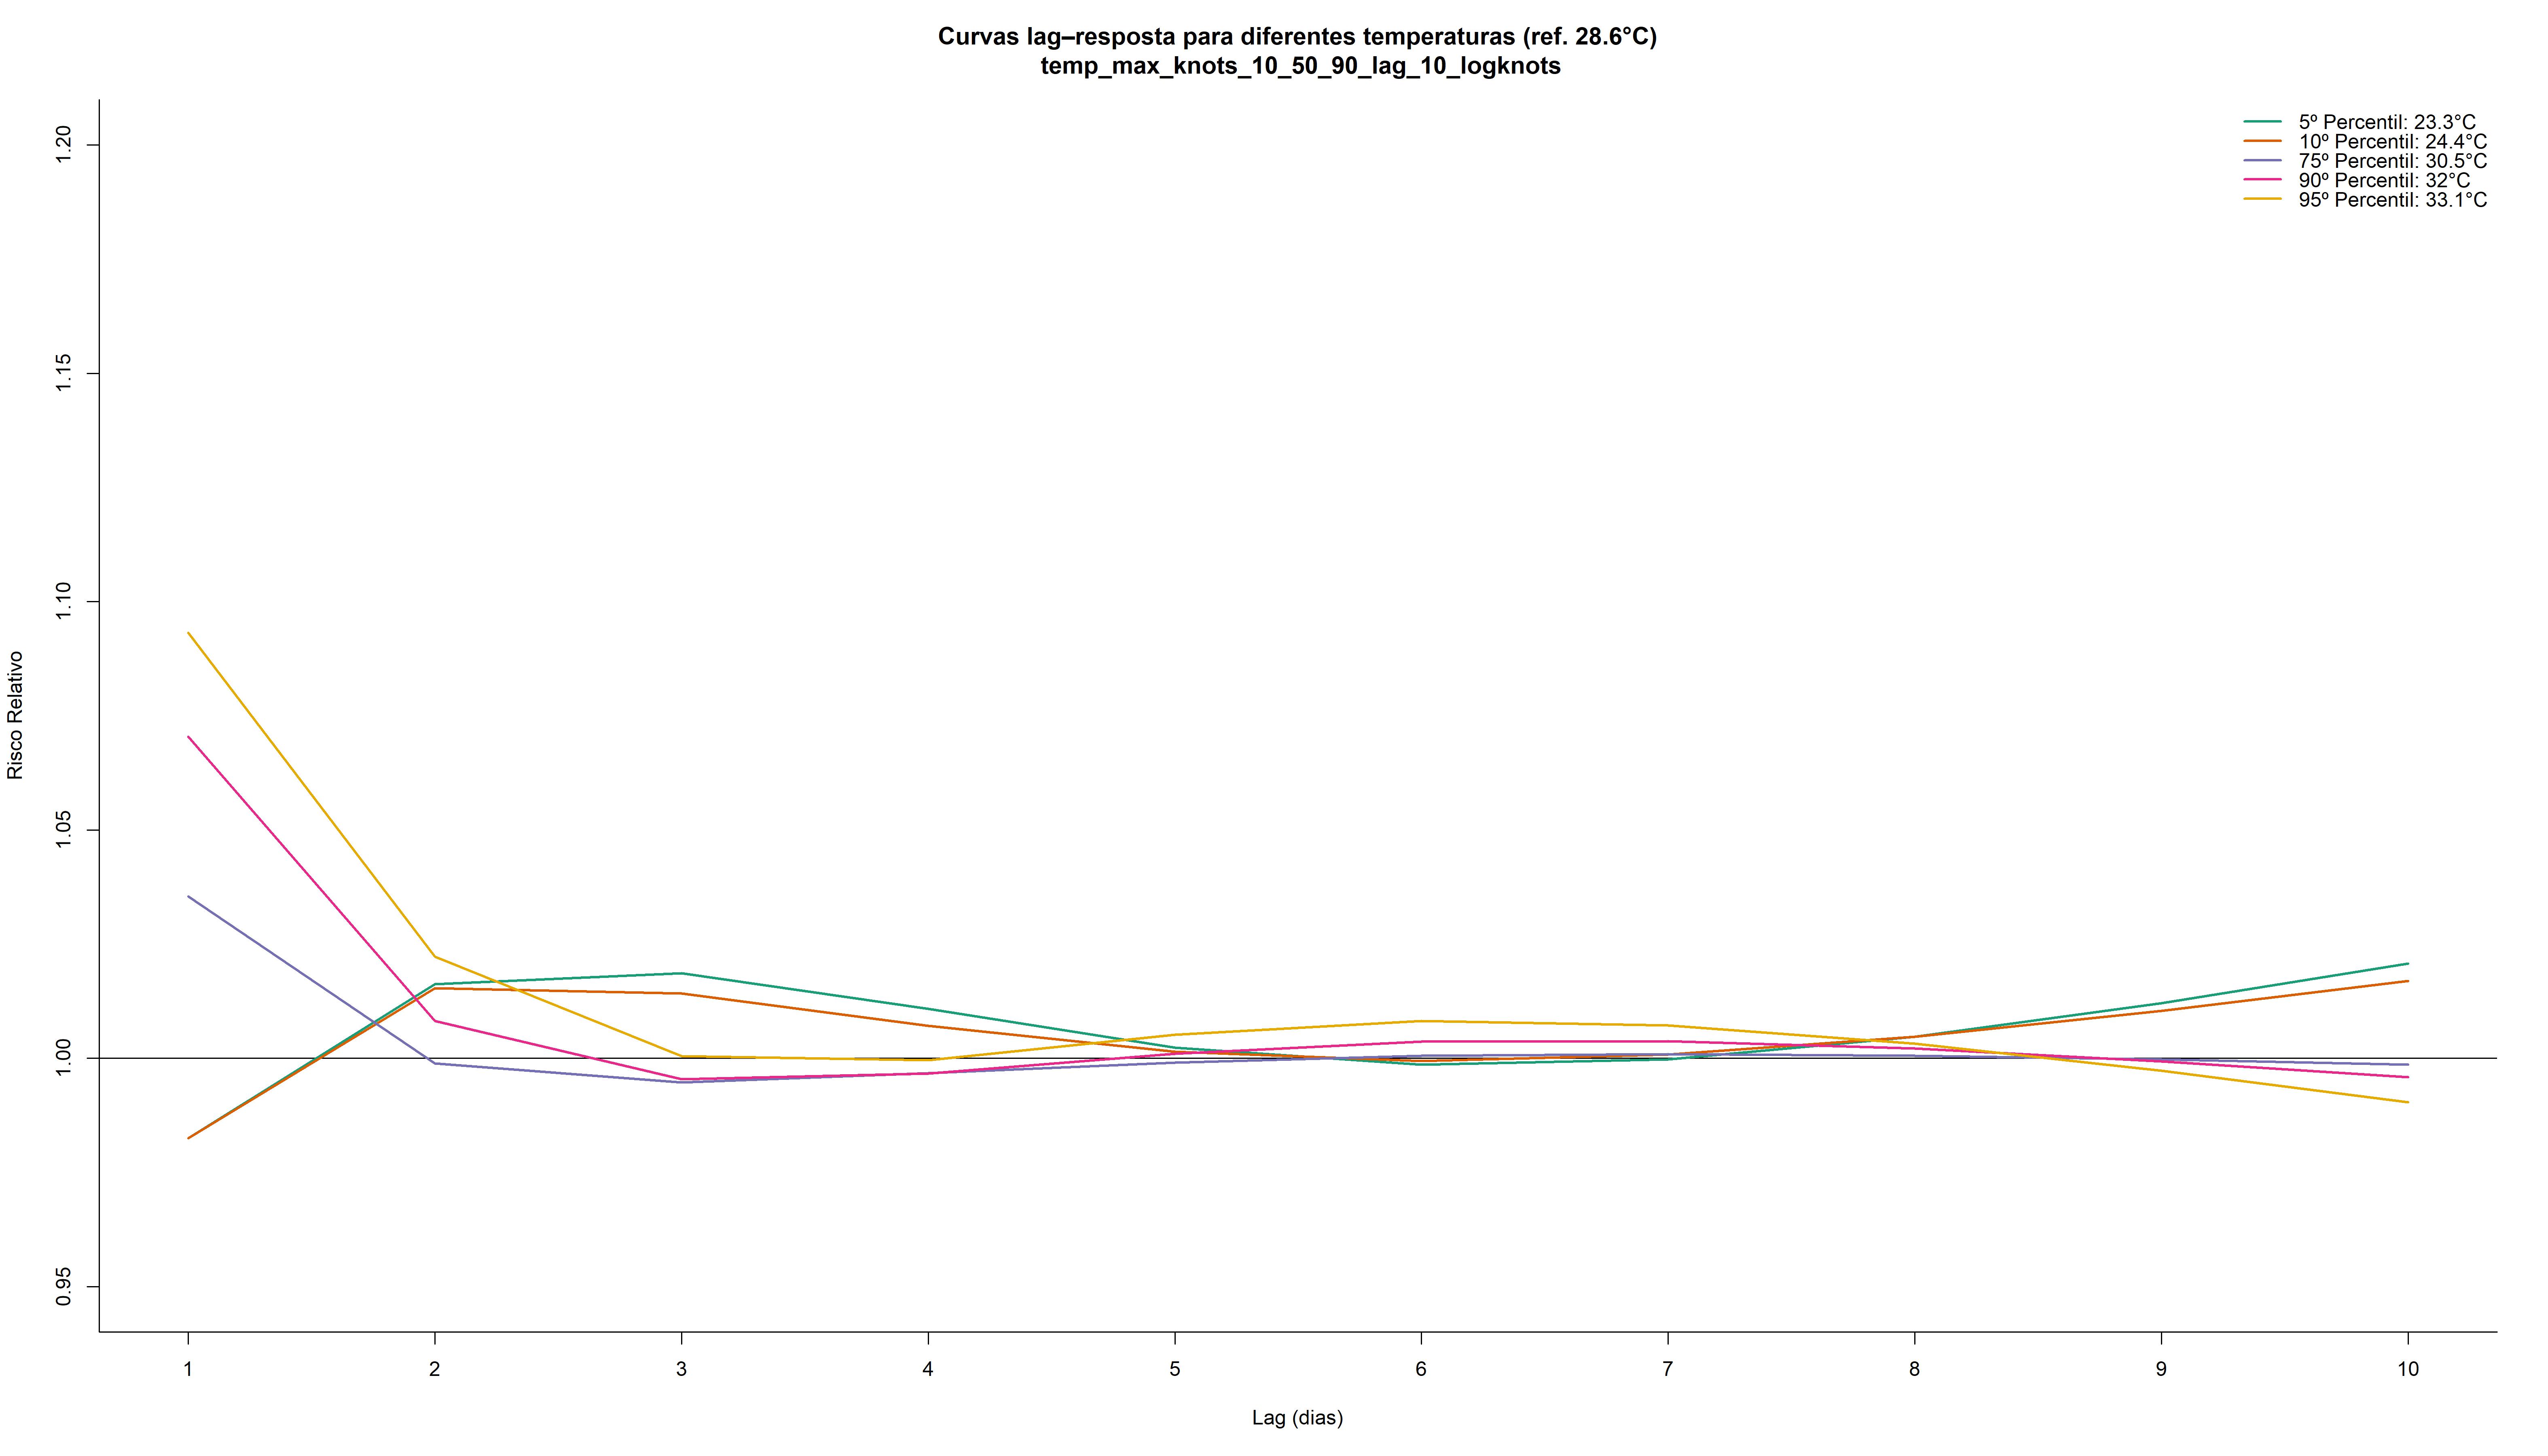 Curvas lag–resposta para diferentes temperaturas (ref. 28.6°C)
temp_max_knots_10_50_90_lag_10_logknots
5º Percentil: 23.3°C
10º Percentil: 24.4°C
75º Percentil: 30.5°C
90º Percentil: 32°C
95º Percentil: 33.1°C
Risco Relativo
1.20
1.15
1.10
1.05
1.00
0.95
1 2 3 4 5 6 7 8 9 10
Lag (dias)